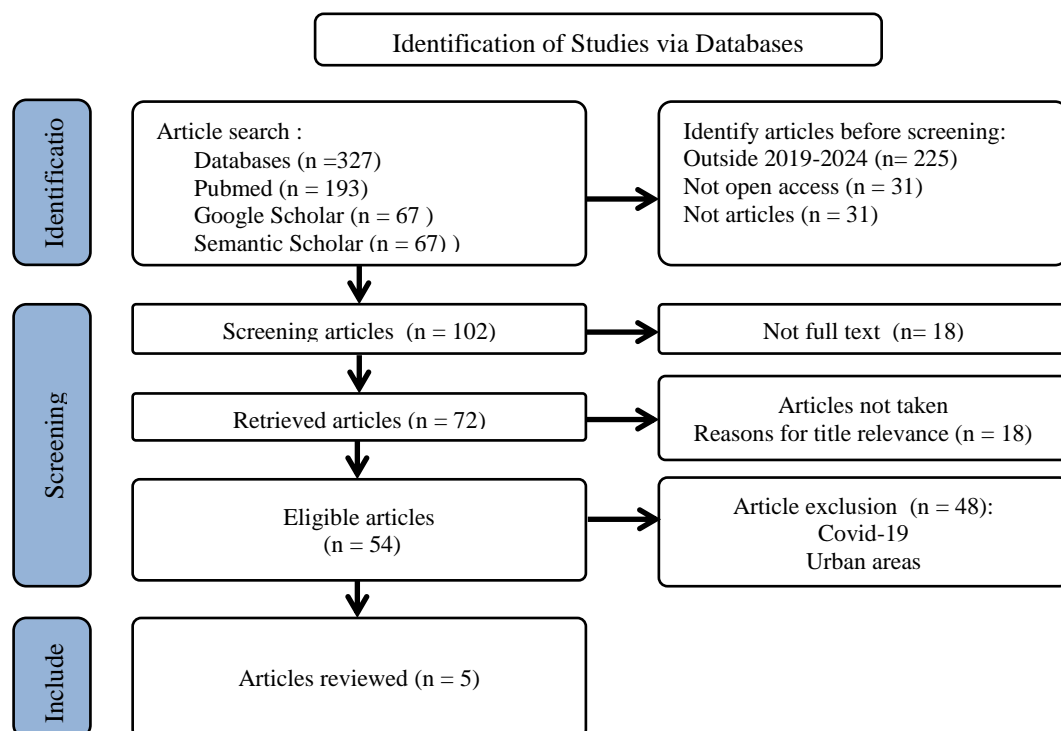 Identification of Studies via Databases
Identificatio
Article search :
Databases (n =327)
Pubmed (n = 193)
Google Scholar (n = 67 )
Semantic Scholar (n = 67) )
Identify articles before screening:
Outside 2019-2024 (n= 225)
Not open access (n = 31)
Not articles (n = 31)
Screening
Screening articles  (n = 102)
Not full text  (n= 18)
Retrieved articles (n = 72)
Articles not taken
Reasons for title relevance (n = 18)
Eligible articles
(n = 54)
Article exclusion  (n = 48):
Covid-19
Urban areas
Include
Articles reviewed (n = 5)